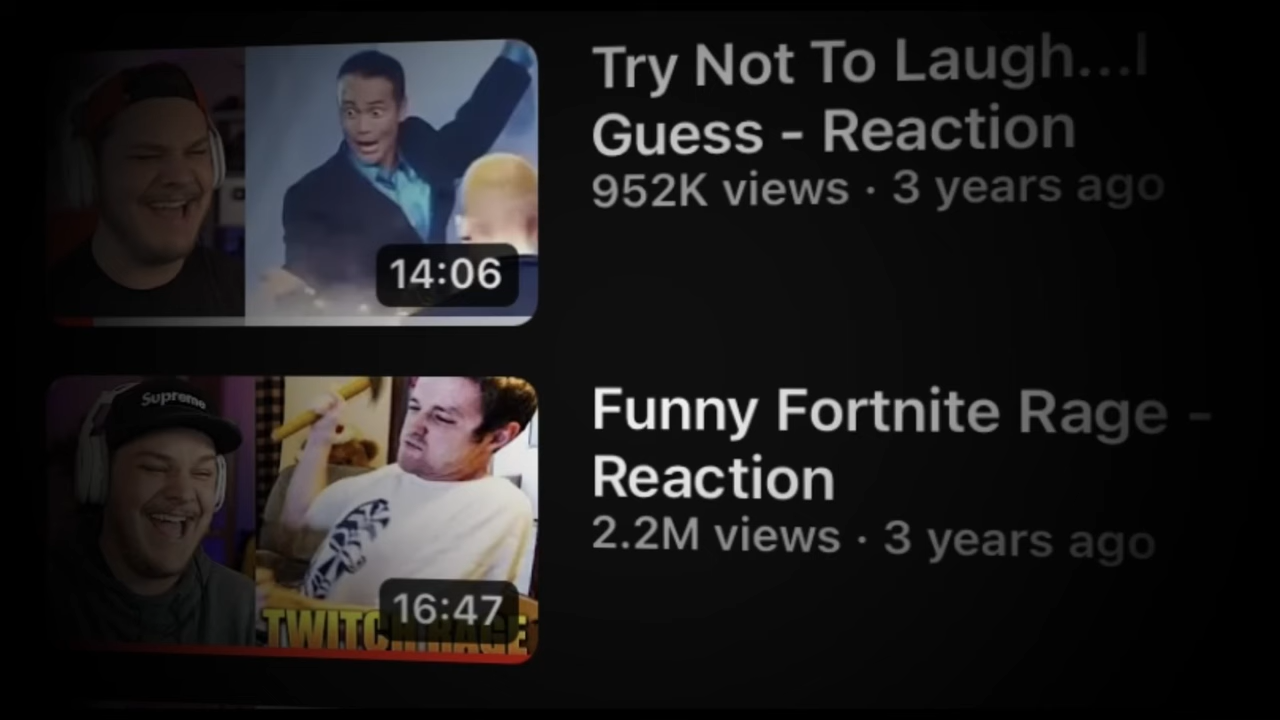 Try Not To Laugh...I
Guess - Reaction
952K views · 3 years ago
14:06
Supreme
Funny Fortnite Rage -
Reaction
2.2M views · 3 years ago
TWITCH RAGE
16:47